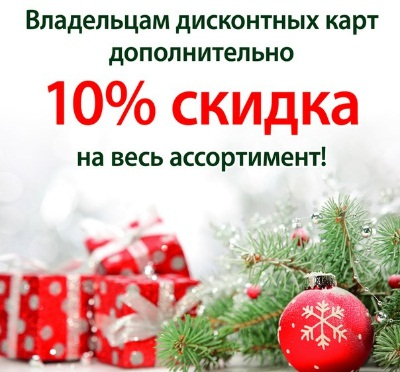 Владельцам дисконтных карт
дополнительно
10% скидка
на весь ассортимент!